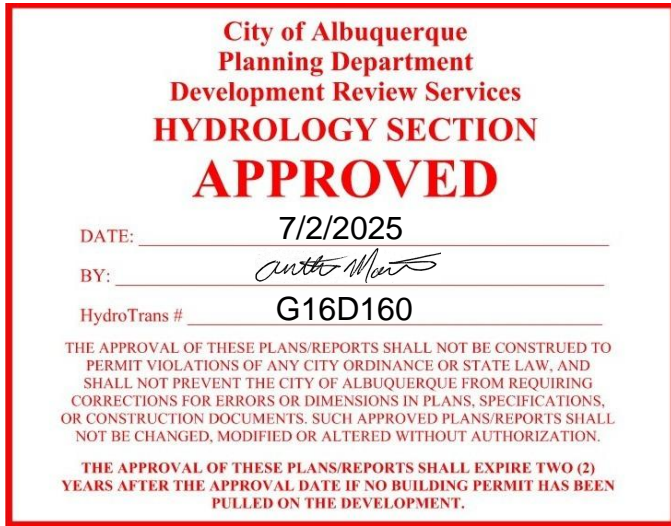 City of Albuquerque
Planning Department
Development Review Services
HYDROLOGY SECTION
APPROVED
DATE: 7/2/2025
BY:
HydroTrans # G16D160
THE APPROVAL OF THESE PLANS/REPORTS SHALL NOT BE CONSTRUED TO
PERMIT VIOLATIONS OF ANY CITY ORDINANCE OR STATE LAW, AND
SHALL NOT PREVENT THE CITY OF ALBUQUERQUE FROM REQUIRING
CORRECTIONS FOR ERRORS OR DIMENSIONS IN PLANS, SPECIFICATIONS,
OR CONSTRUCTION DOCUMENTS. SUCH APPROVED PLANS/REPORTS SHALL
NOT BE CHANGED, MODIFIED OR ALTERED WITHOUT AUTHORIZATION.
THE APPROVAL OF THESE PLANS/REPORTS SHALL EXPIRE TWO (2)
YEARS AFTER THE APPROVAL DATE IF NO BUILDING PERMIT HAS BEEN
PULLED ON THE DEVELOPMENT.